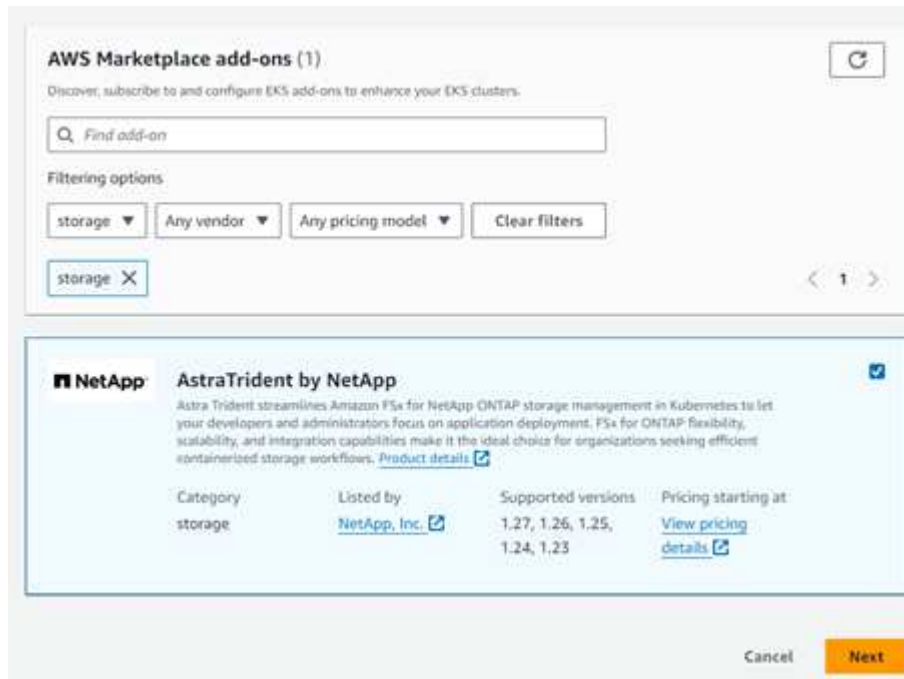 AWS Marketplace add-ons (1)
Discover, subscribe to and configure EKS add-ons to enhance your EKS clusters.
Find add-on
Filtering options
storage Any vendor Any pricing model Clear filters
storage
1
NetApp
AstraTrident by NetApp
Astra Trident streamlines Amazon FSx for NetApp ONTAP storage management in Kubernetes to let
your developers and administrators focus on application deployment. FSx for ONTAP flexibility,
scalability, and integration capabilities make it the ideal choice for organizations seeking efficient
containerized storage workflows. Product details
Category Listed by Supported versions Pricing starting at
storage NetApp, Inc. 1.27, 1.26, 1.25, View pricing
1.24, 1.23 details
Cancel Next